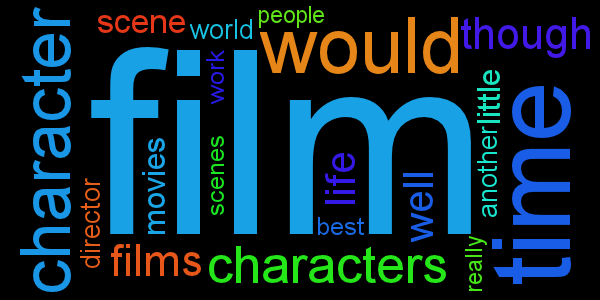 people
scene
world
would
though
character
film
work
time
little
another
movies
scenes
life
well
director
best
films
characters
really